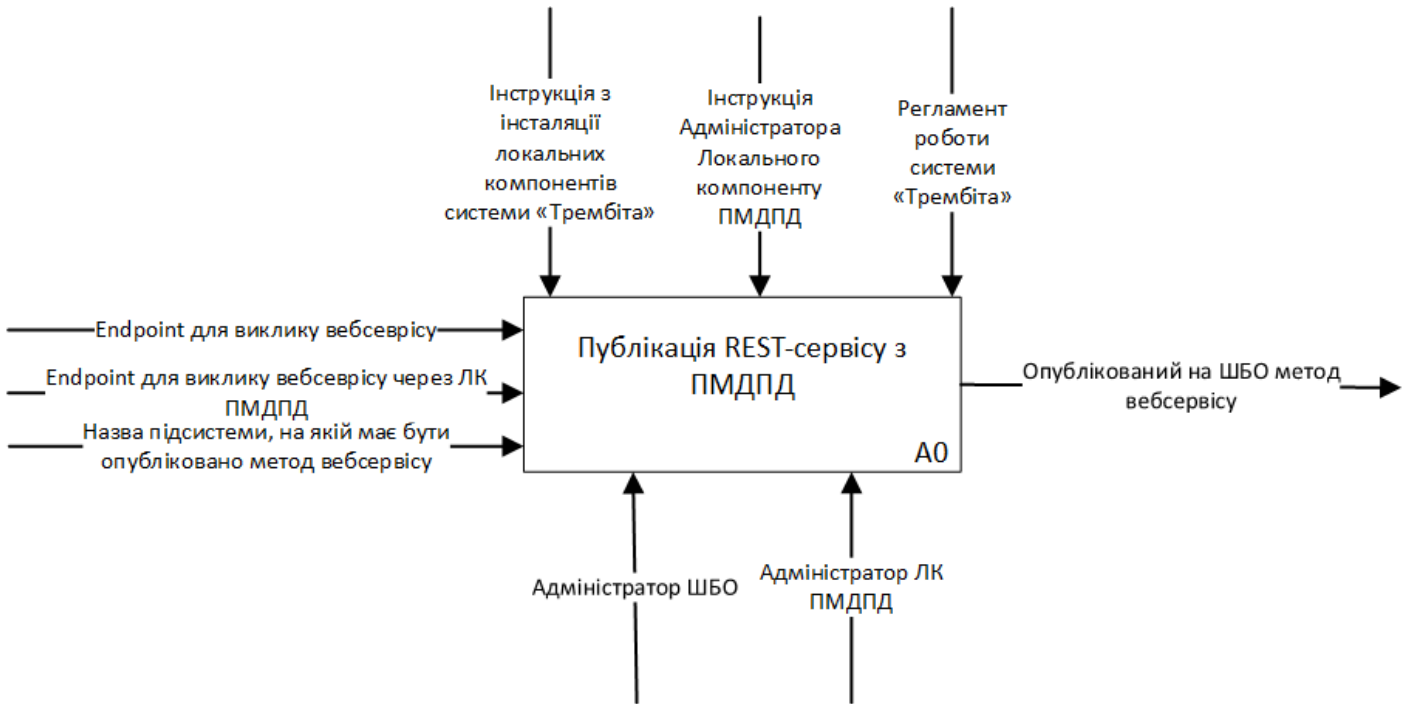 Інструкція з
інсталяції
локальних
компонентів
системи «Трембіта»
Інструкція
Адміністратора
Локального
компоненту
ПМДПД
Регламент
роботи
системи
«Трембіта»
Endpoint для виклику вебсеврісу
Endpoint для виклику вебсеврісу через ЛК
ПМДПД
Назва підсистеми, на якій має бути
опубліковано метод вебсервісу
Публікація REST-сервісу з
ПМДПД
A0
Опублікований на ШБО метод
вебсервісу
Адміністратор ШБО
Адміністратор ЛК
ПМДПД